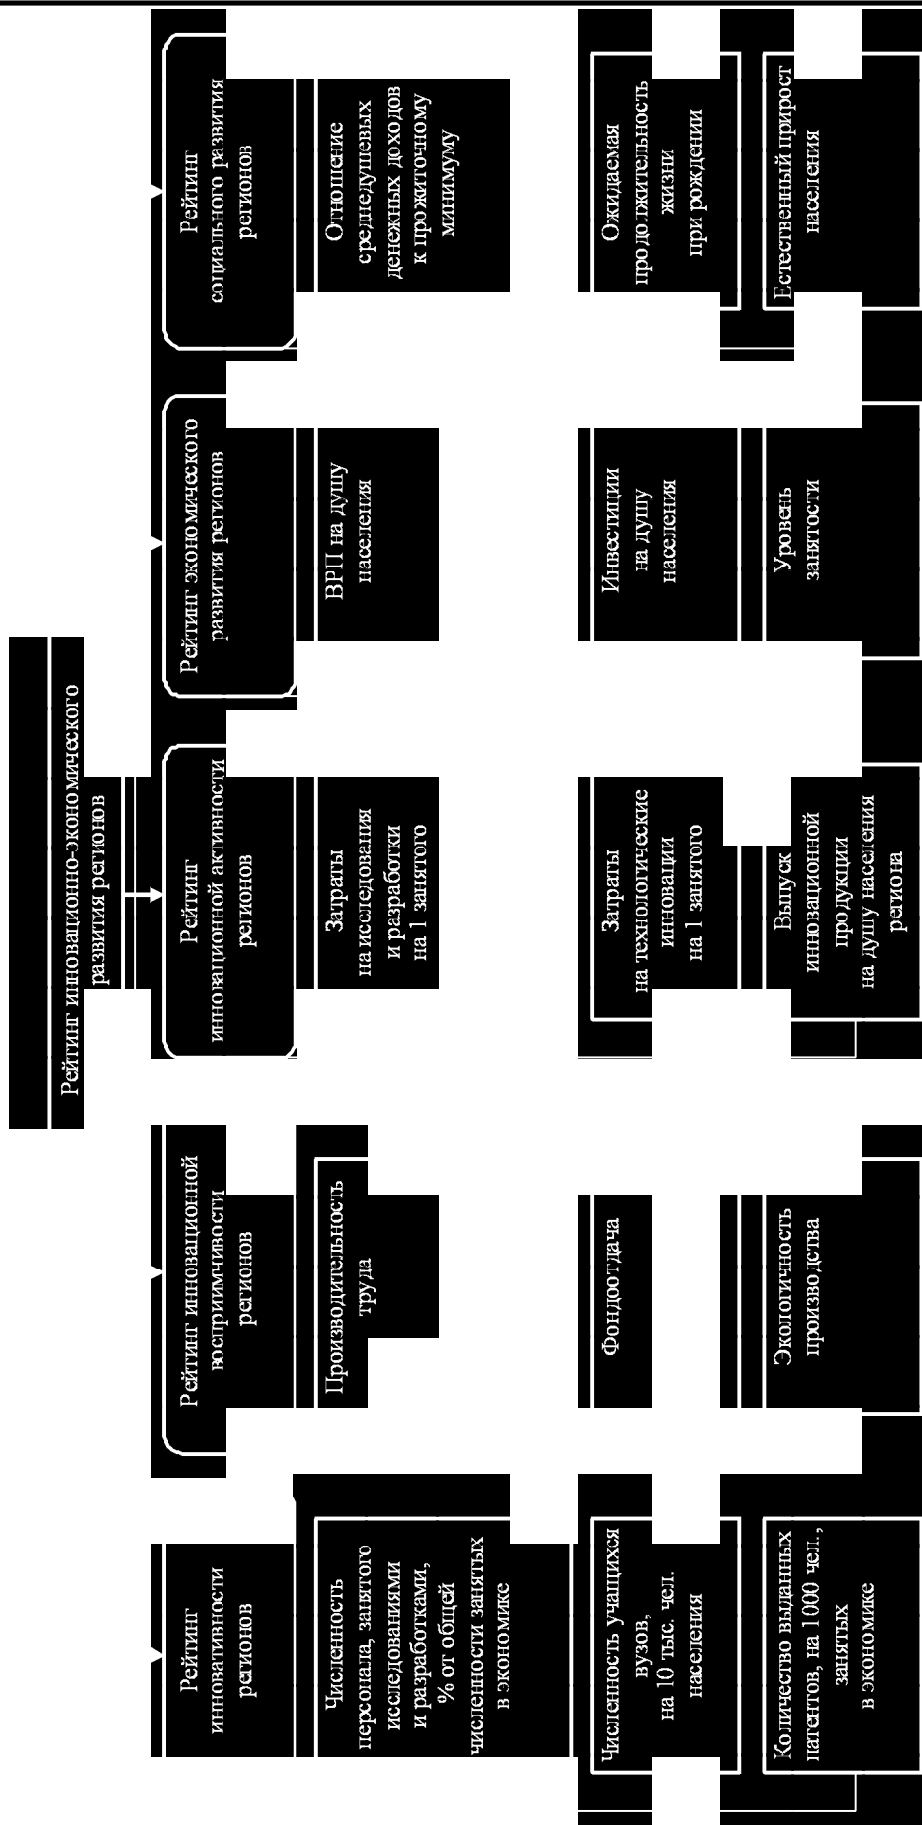 Рейтинг инновационно-экономического
развития регионов
Рейтинг
инновативности
регионов
Численность
персонала, занятого
исследованиями
и разработками,
% от общей
численности занятых
в экономике
Численность учащихся
вузов,
на 10 тыс. чел.
населения
Количество выданных
патентов, на 1000 чел.,
занятых
в экономике
Рейтинг инновационной
восприимчивости
регионов
Производительность
труда
Фондоотдача
Экологичность
производства
Рейтинг
инновационной активности
регионов
Затраты
на исследования
и разработки
на 1 занятого
Затраты
на технологические
инновации
на 1 занятого
Выпуск
инновационной
продукции
на душу населения
региона
Рейтинг экономического
развития регионов
ВРП на душу
населения
Инвестиции
на душу
населения
Уровень
занятости
Рейтинг
социального развития
регионов
Отношение
среднедушевых
денежных доходов
к прожиточному
минимуму
Ожидаемая
продолжительность
жизни
при рождении
Естественный прирост
населения